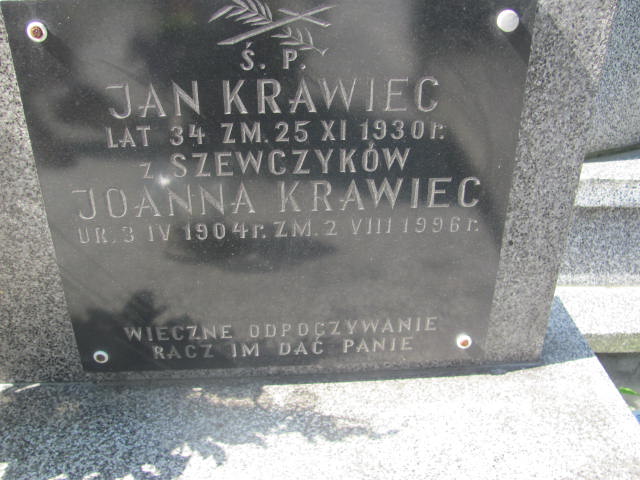 Ś. P.
JAN KRAWIEC
LAT 34 ZM. 25 XI 1930 r.
z SZEWCZYKÓW
JOANNA KRAWIEC
UR. 3 IV 1904 r. ZM. 2 VIII 1996 r.
WIECZNE ODPOCZYWANIE
RACZ IM DAĆ PANIE